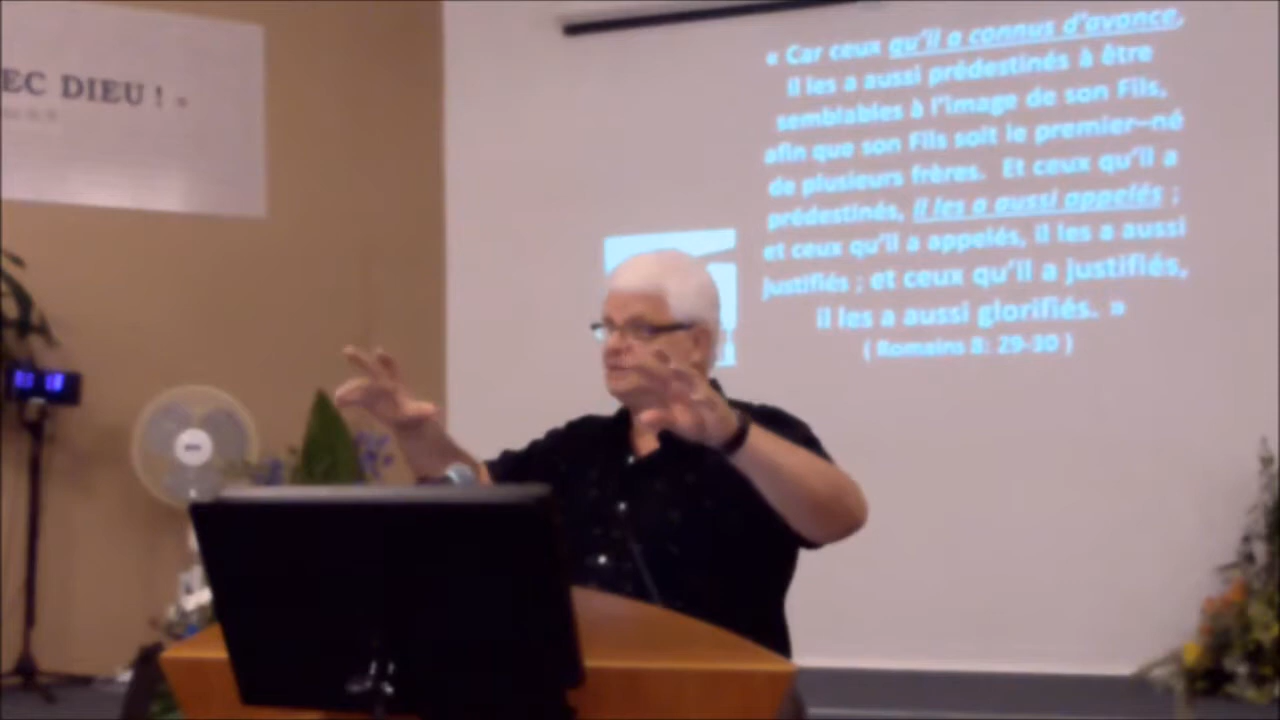 EC DIEU ! »
« Car ceux qu'il a connus d'avance,
Il les a aussi prédestinés à être
semblables à l'image de son Fils,
afin que son Fils soit le premier–né
de plusieurs frères. Et ceux qu'il a
prédestinés, il les a aussi appelés ;
et ceux qu'il a appelés, il les a aussi
justifiés ; et ceux qu'il a justifiés,
il les a aussi glorifiés. »
( Romains 8: 29-30 )